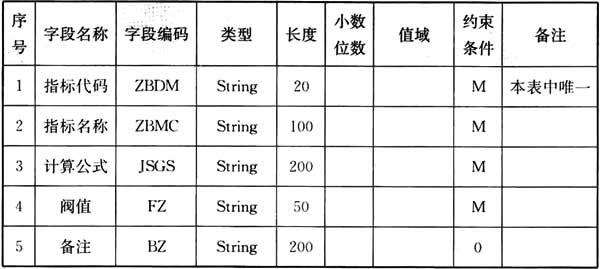 序号 字段名称 字段编码 类型 长度 小数位数 值域 约束条件 备注
1 指标代码 ZBDM String 20 M 本表中唯一
2 指标名称 ZBMC String 100 M
3 计算公式 JSGS String 200 M
4 阀值 FZ String 50 M
5 备注 BZ String 200 0